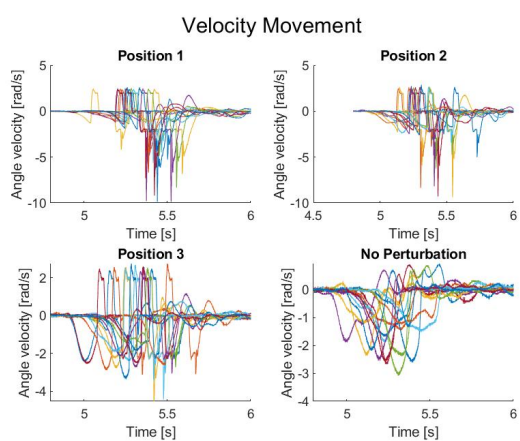 Velocity Movement
Position 1
Angle velocity [rad/s]
5
0
-5
-10
5
5.5
6
Time [s]
Position 2
Angle velocity [rad/s]
5
0
-5
-10
4.5
5
5.5
6
Time [s]
Position 3
Angle velocity [rad/s]
2
0
-2
-4
5
5.5
6
Time [s]
No Perturbation
Angle velocity [rad/s]
0
-1
-2
-3
-4
5
5.5
6
Time [s]